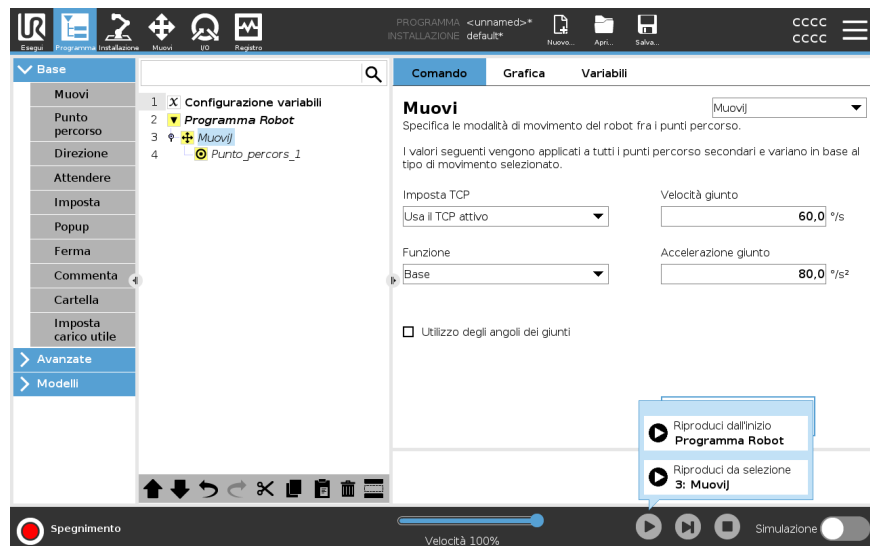 PROGRAMMA <unnamed>*
INSTALLAZIONE default*
UR
Esegui
Programma
Installazione
Muovi
I/O
Registro
Nuovo...
Apri...
Salva...
CCCC
CCCC
Base
Muovi
Punto
percorso
Direzione
Attendere
Imposta
Popup
Ferma
Commenta
Cartella
Imposta
carico utile
Avanzate
Modelli
1 X Configurazione variabili
2 Programma Robot
3 MuoviJ
4 Punto_percors_1
Comando Grafica Variabili
Muovi
MuoviJ
Specifica le modalità di movimento del robot fra i punti percorso.
I valori seguenti vengono applicati a tutti i punti percorso secondari e variano in base al
tipo di movimento selezionato.
Imposta TCP
Usa il TCP attivo
Velocità giunto
60,0 °/s
Funzione
Base
Accelerazione giunto
80,0 °/s²
Utilizzo degli angoli dei giunti
Riproduci dall'inizio
Programma Robot
Riproduci da selezione
3: MuoviJ
Spegnimento
Velocità 100%
Simulazione